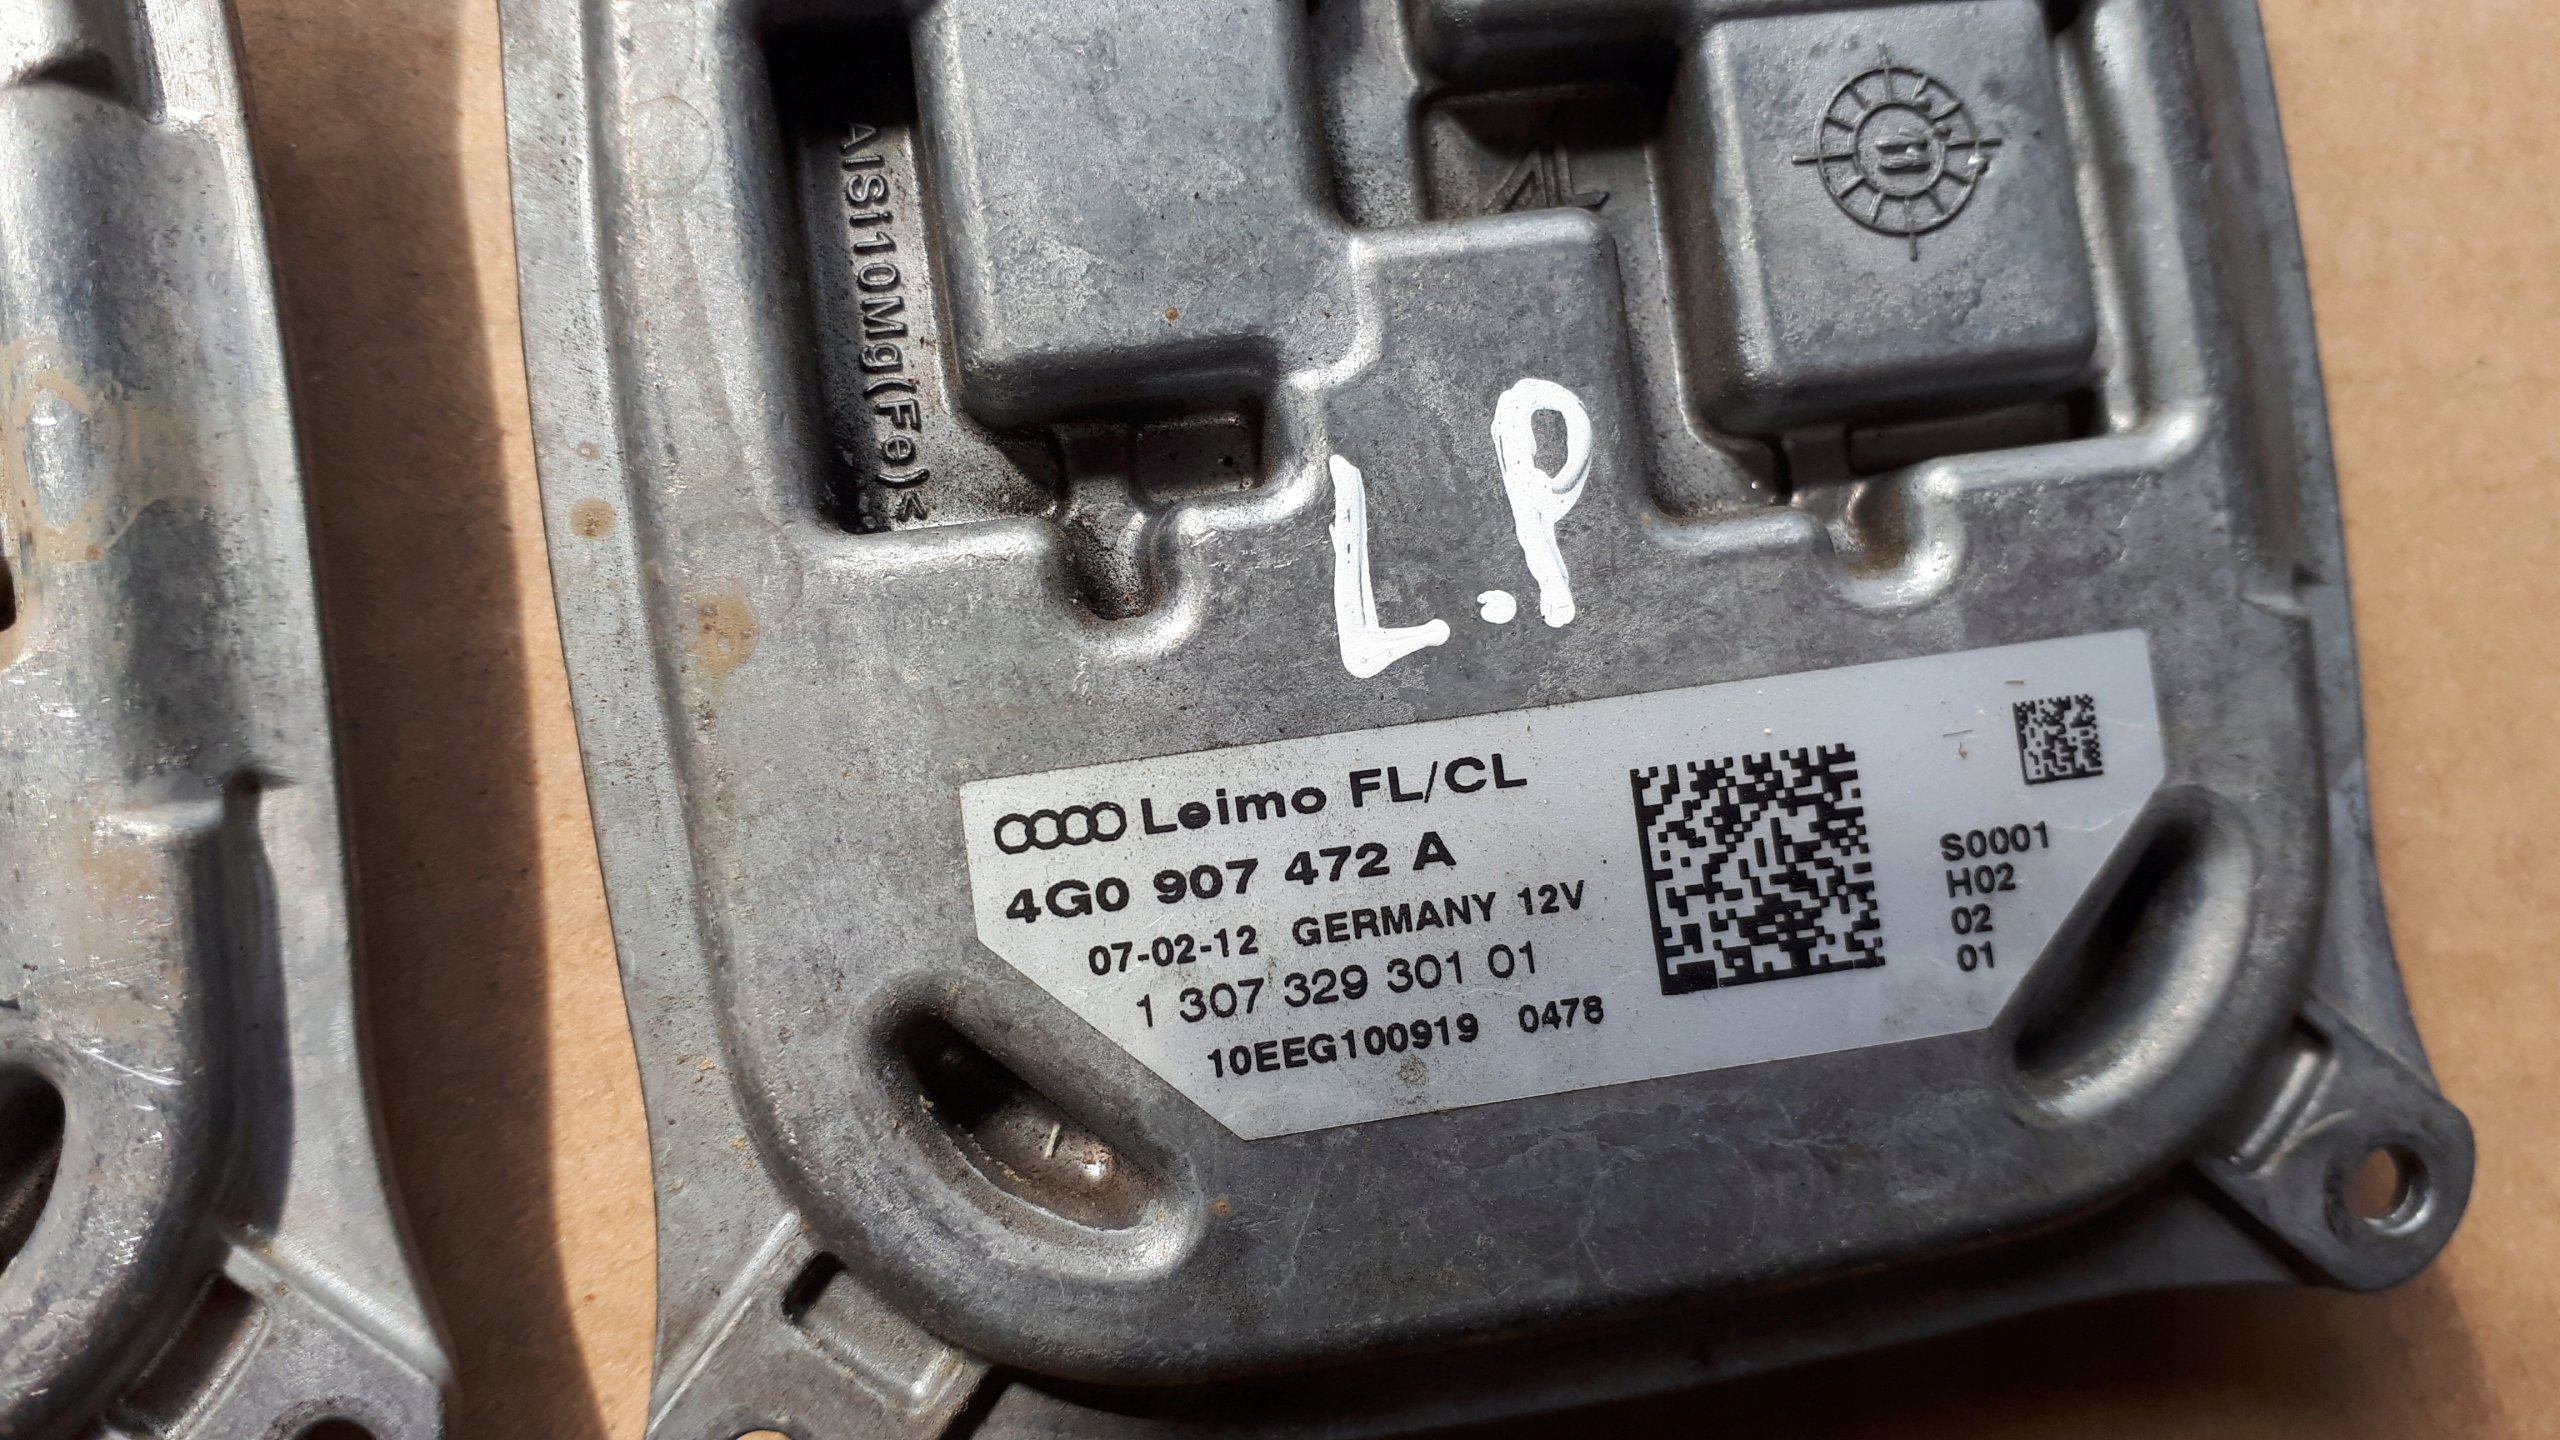 AlSi10Mg(Fe)<
11
L.P
Leimo FL/CL
4G0 907 472 A
07-02-12 GERMANY 12V
1 307 329 301 01
10EEG100919 0478
S0001
H02
02
01